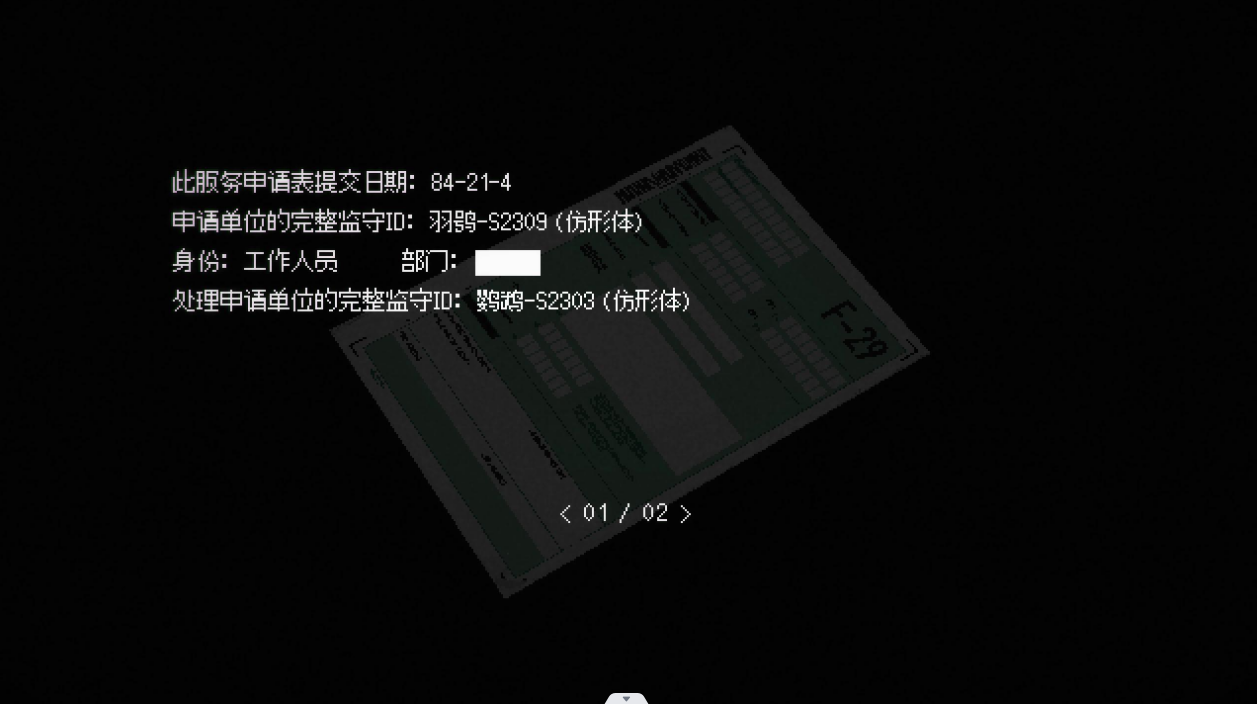 此服务申请表提交日期: 84-21-4
申请单位的完整监守ID: 羽鹗-S2309 (仿形体)
身份: 工作人员 部门:
处理申请单位的完整监守ID: 鹦鹉-S2303 (仿形体)
F-29
< 01 / 02 >